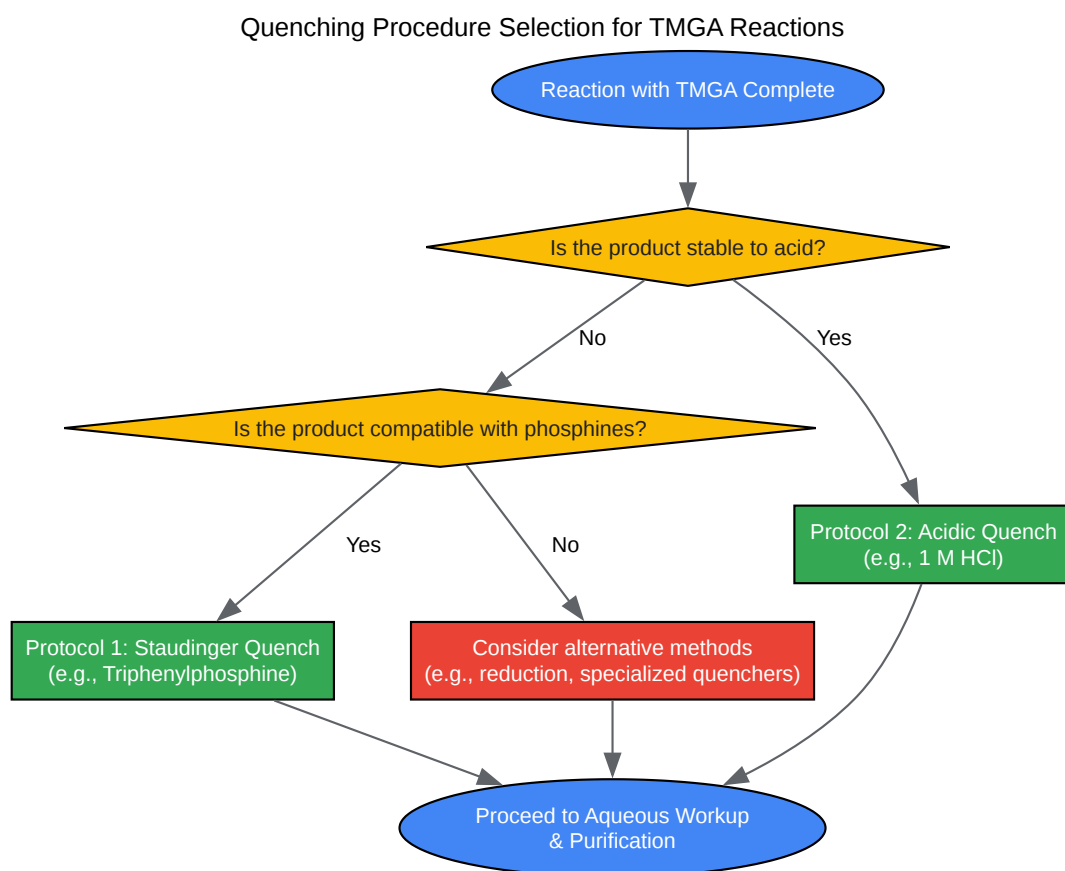 Quenching Procedure Selection for TMGA Reactions
Reaction with TMGA Complete
Is the product stable to acid?
No
Yes
Is the product compatible with phosphines?
Yes
No
Protocol 2: Acidic Quench
(e.g., 1 M HCl)
Protocol 1: Staudinger Quench
(e.g., Triphenylphosphine)
Consider alternative methods
(e.g., reduction, specialized quenchers)
Proceed to Aqueous Workup
& Purification